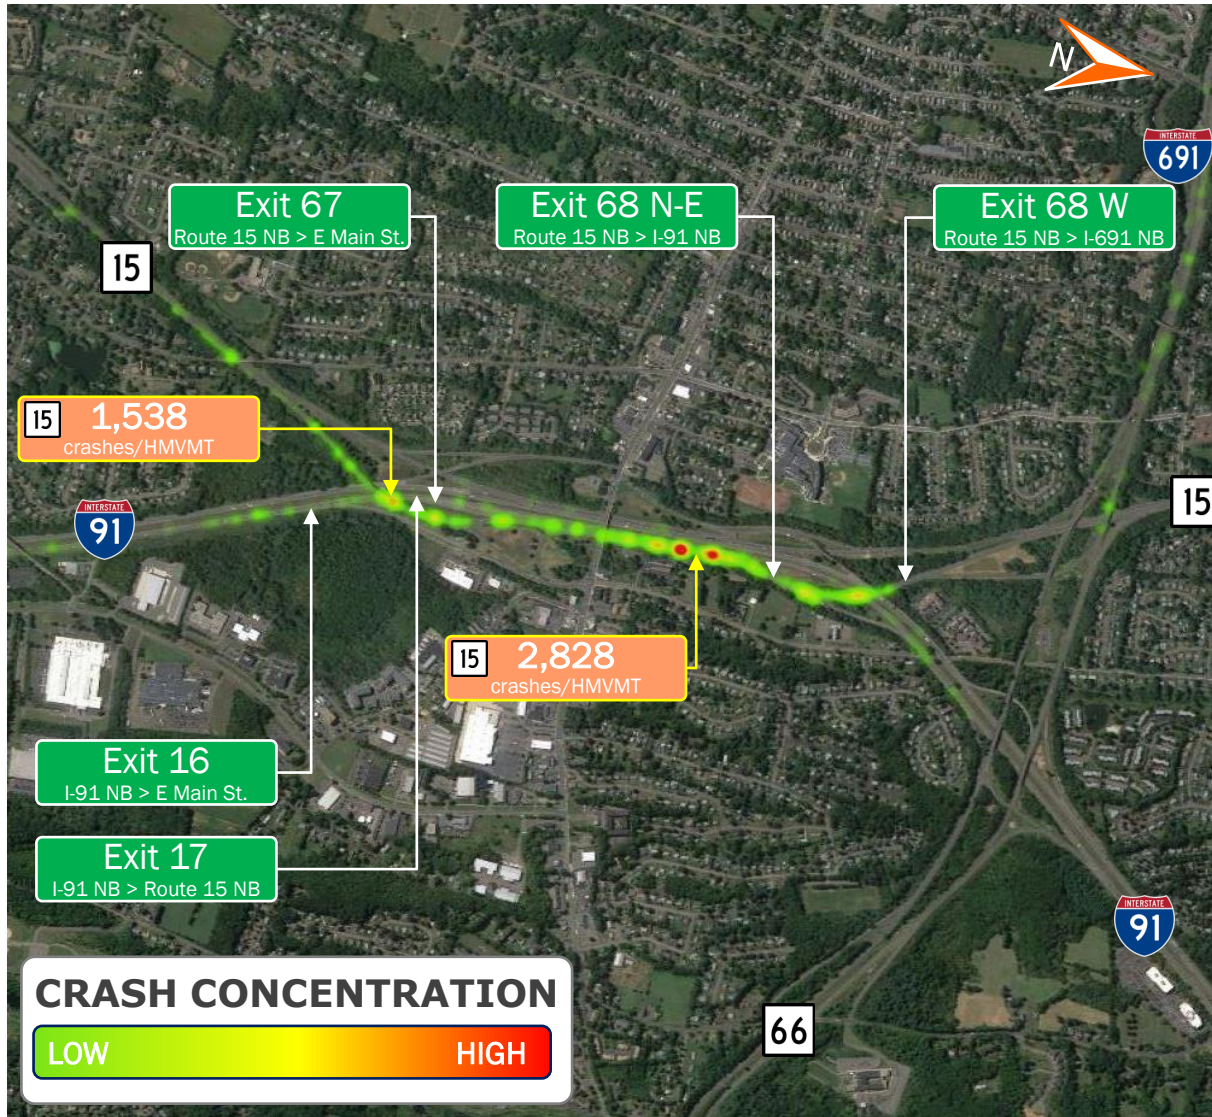 N
INTERSTATE
691
Exit 67
Route 15 NB > E Main St.
Exit 68 N-E
Route 15 NB > I-91 NB
Exit 68 W
Route 15 NB > I-691 NB
15
15 1,538
crashes/HMVMT
INTERSTATE
91
15
15 2,828
crashes/HMVMT
Exit 16
I-91 NB > E Main St.
Exit 17
I-91 NB > Route 15 NB
INTERSTATE
91
66
CRASH CONCENTRATION
LOW HIGH